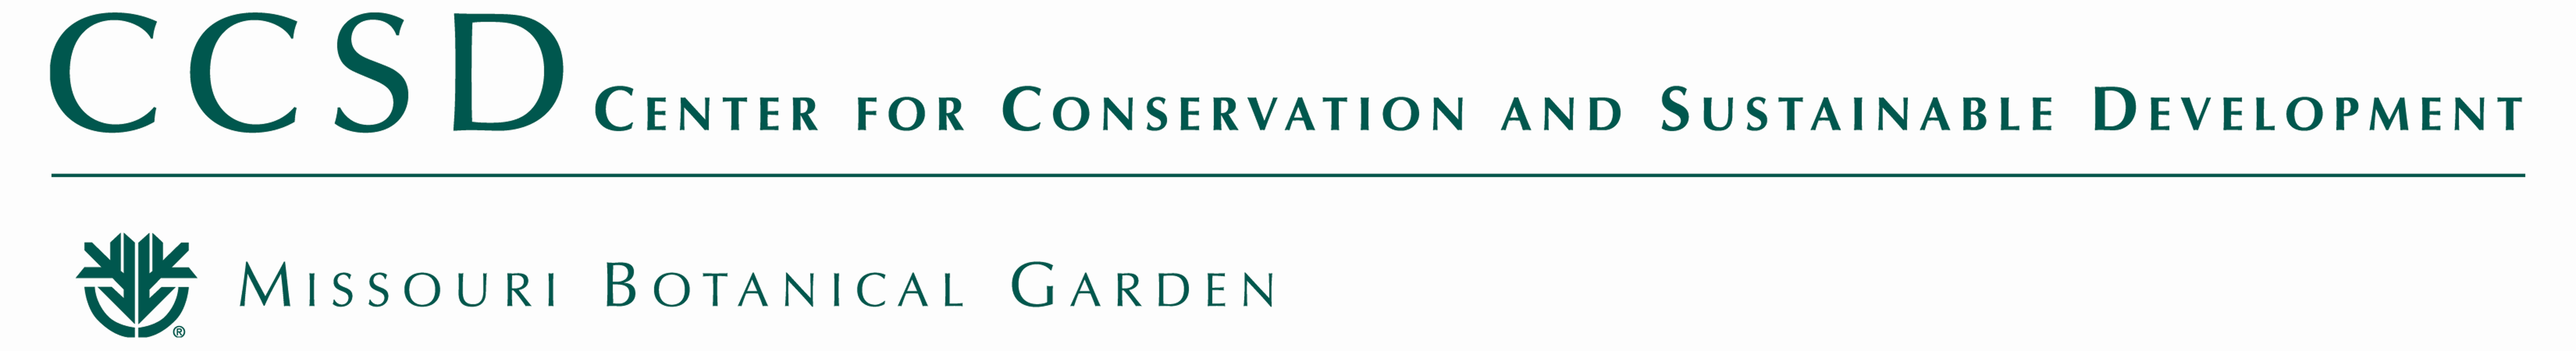 CCSD CENTER FOR CONSERVATION AND SUSTAINABLE DEVELOPMENT
MISSOURI BOTANICAL GARDEN
®